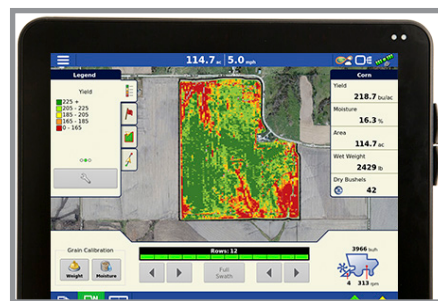 114.7 ac 5.0 mph
Legend
Yield
225 +
205 - 225
185 - 205
165 - 185
0 - 165
Corn
Yield
218.7 bu/ac
Moisture
16.3 %
Area
114.7 ac
Wet Weight
2429 lb
Dry Bushels
42
Grain Calibration
Weight
Moisture
Rows: 12
Full
Swath
3966 bu/h
4 313 rpm